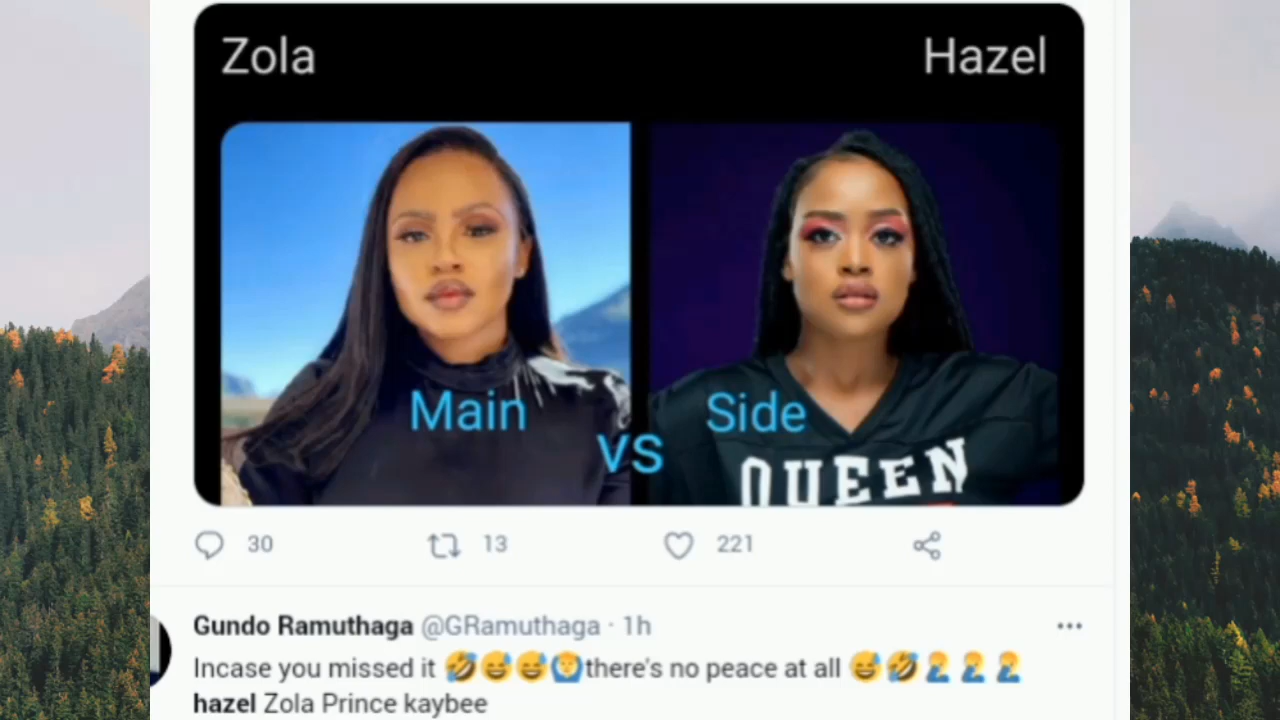 Zola Hazel
Main Side
VS
QUEEN
30 13 221
Gundo Ramuthaga @GRamuthaga · 1h
Incase you missed it 🤣😅😅🙆‍♂️there's no peace at all 😅🤣🤦‍♂️🤦‍♂️🤦‍♂️
hazel Zola Prince kaybee